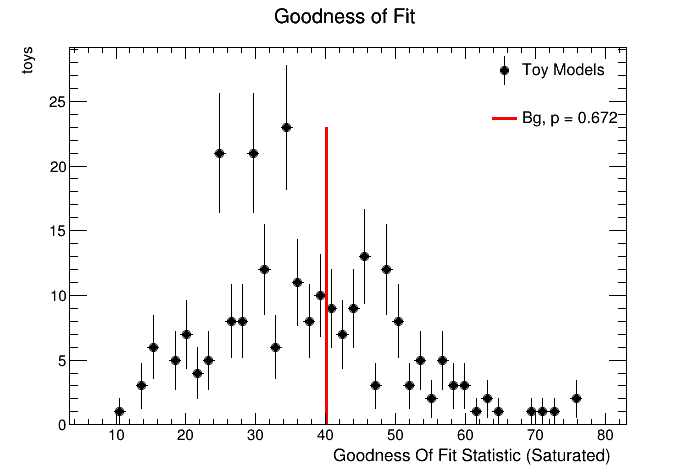 Goodness of Fit
toys
Toy Models
Bg, p = 0.672
25
20
15
10
5
0
10 20 30 40 50 60 70 80
Goodness Of Fit Statistic (Saturated)